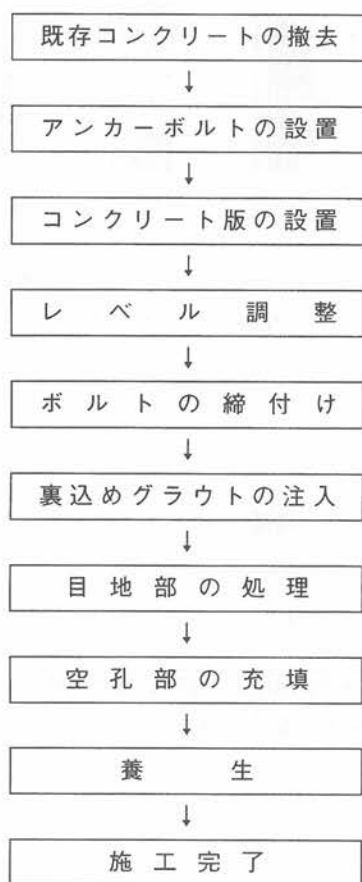 既存コンクリートの撤去
↓
アンカーボルトの設置
↓
コンクリート版の設置
↓
レベル調整
↓
ボルトの締付け
↓
裏込めグラウトの注入
↓
目地部の処理
↓
空孔部の充填
↓
養生
↓
施工完了